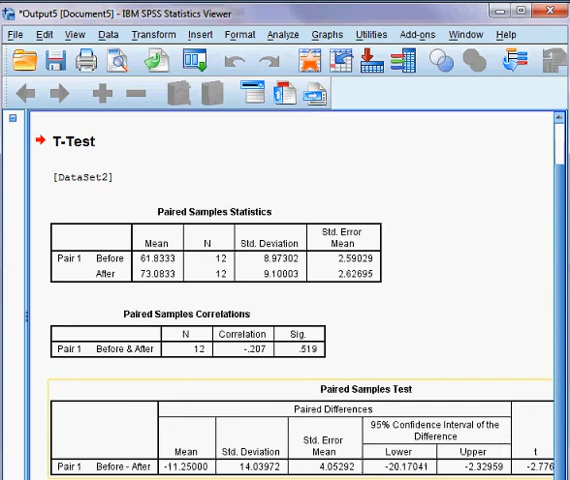 *Output5 [Document5] - IBM SPSS Statistics Viewer
File Edit View Data Transform Insert Format Analyze Graphs Utilities Add-ons Window Help
T-Test
[DataSet2]
Paired Samples Statistics
Mean N Std. Deviation Std. Error Mean
Pair 1 Before 61.8333 12 8.97302 2.59029
After 73.0833 12 9.10003 2.62695
Paired Samples Correlations
N Correlation Sig.
Pair 1 Before & After 12 -.207 .519
Paired Samples Test
Paired Differences
95% Confidence Interval of the Difference
Mean Std. Deviation Std. Error Mean Lower Upper t
Pair 1 Before - After -11.25000 14.03972 4.05292 -20.17041 -2.32959 -2.776